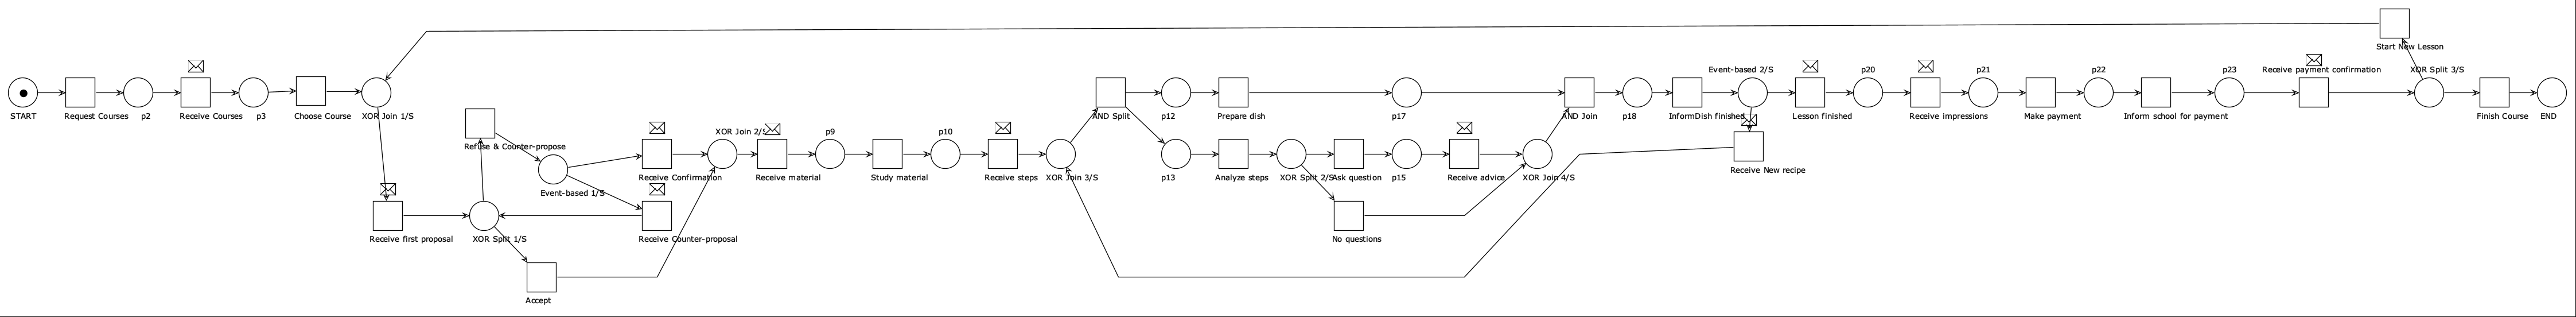 Start New Lesson
Event-based 2/S
p20
p21
p22
p23
Receive payment confirmation
XOR Split 3/S
START
Request Courses
p2
Receive Courses
p3
Choose Course
XOR Join 1/S
AND Split
p12
Prepare dish
p17
AND Join
p18
InformDish finished
Lesson finished
Receive impressions
Make payment
Inform school for payment
Finish Course
END
Refuse & Counter-propose
XOR Join 2/S
p9
p10
Event-based 1/S
Receive Confirmation
Receive material
Study material
Receive steps
XOR Join 3/S
p13
Analyze steps
XOR Split 2/S
Ask question
p15
Receive advice
XOR Join 4/S
Receive New recipe
Receive first proposal
XOR Split 1/S
Receive Counter-proposal
No questions
Accept